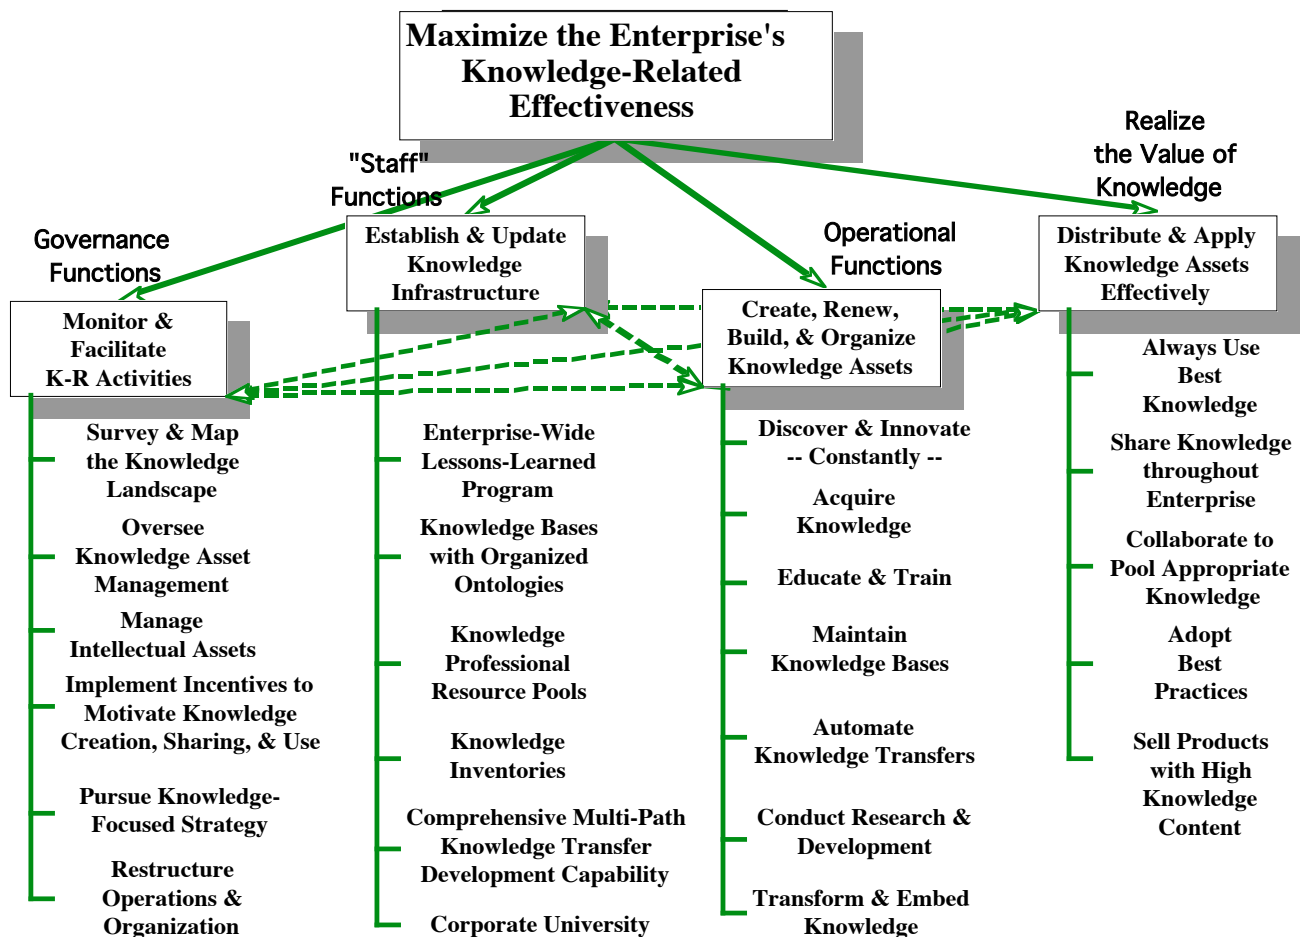 Maximize the Enterprise's
Knowledge-Related
Effectiveness
Governance
Functions
Monitor &
Facilitate
K-R Activities
Survey & Map
the Knowledge
Landscape
Oversee
Knowledge Asset
Management
Manage
Intellectual Assets
Implement Incentives to
Motivate Knowledge
Creation, Sharing, & Use
Pursue Knowledge-
Focused Strategy
Restructure
Operations &
Organization
"Staff"
Functions
Establish & Update
Knowledge
Infrastructure
Enterprise-Wide
Lessons-Learned
Program
Knowledge Bases
with Organized
Ontologies
Knowledge
Professional
Resource Pools
Knowledge
Inventories
Comprehensive Multi-Path
Knowledge Transfer
Development Capability
Corporate University
Operational
Functions
Create, Renew,
Build, & Organize
Knowledge Assets
Discover & Innovate
-- Constantly --
Acquire
Knowledge
Educate & Train
Maintain
Knowledge Bases
Automate
Knowledge Transfers
Conduct Research &
Development
Transform & Embed
Knowledge
Realize
the Value of
Knowledge
Distribute & Apply
Knowledge Assets
Effectively
Always Use
Best
Knowledge
Share Knowledge
throughout
Enterprise
Collaborate to
Pool Appropriate
Knowledge
Adopt
Best
Practices
Sell Products
with High
Knowledge
Content